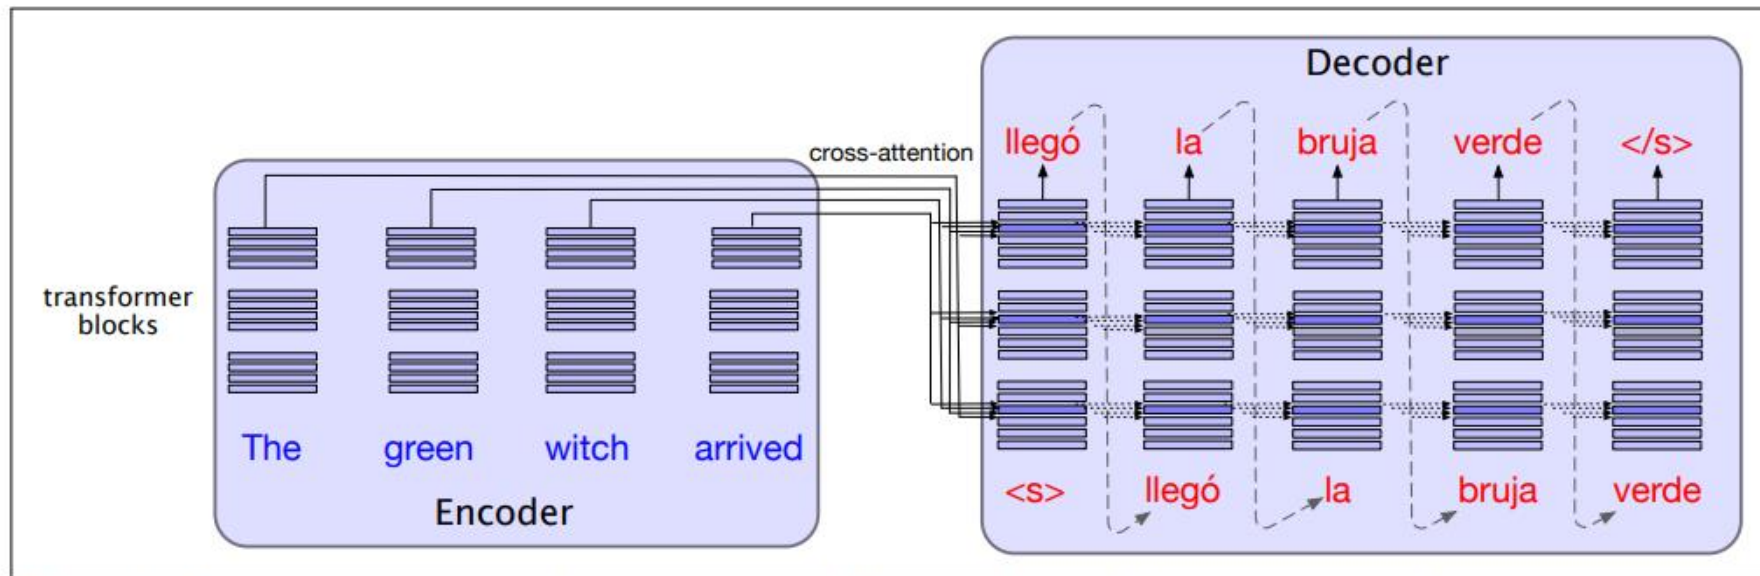 Decoder
cross-attention
llegó la bruja verde </s>
transformer
blocks
The green witch arrived
Encoder
<s> llegó la bruja verde